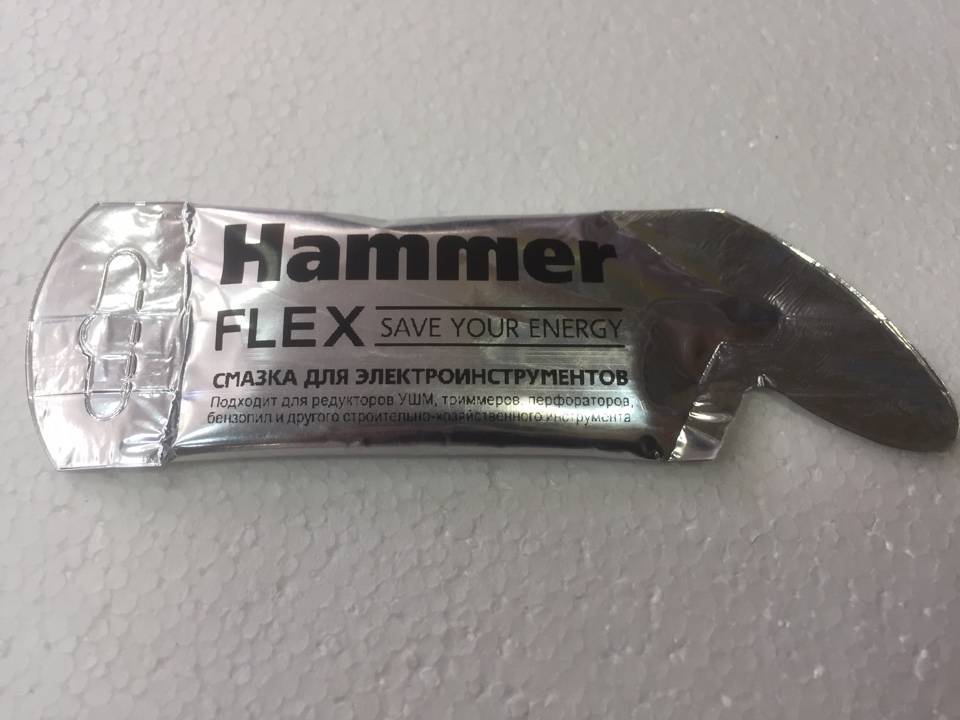 Hammer
FLEX SAVE YOUR ENERGY
СМАЗКА ДЛЯ ЭЛЕКТРОИНСТРУМЕНТОВ
Подходит для редукторов УШМ, триммеров, перфораторов,
бензопил и другого строительно-хозяйственного инструмента